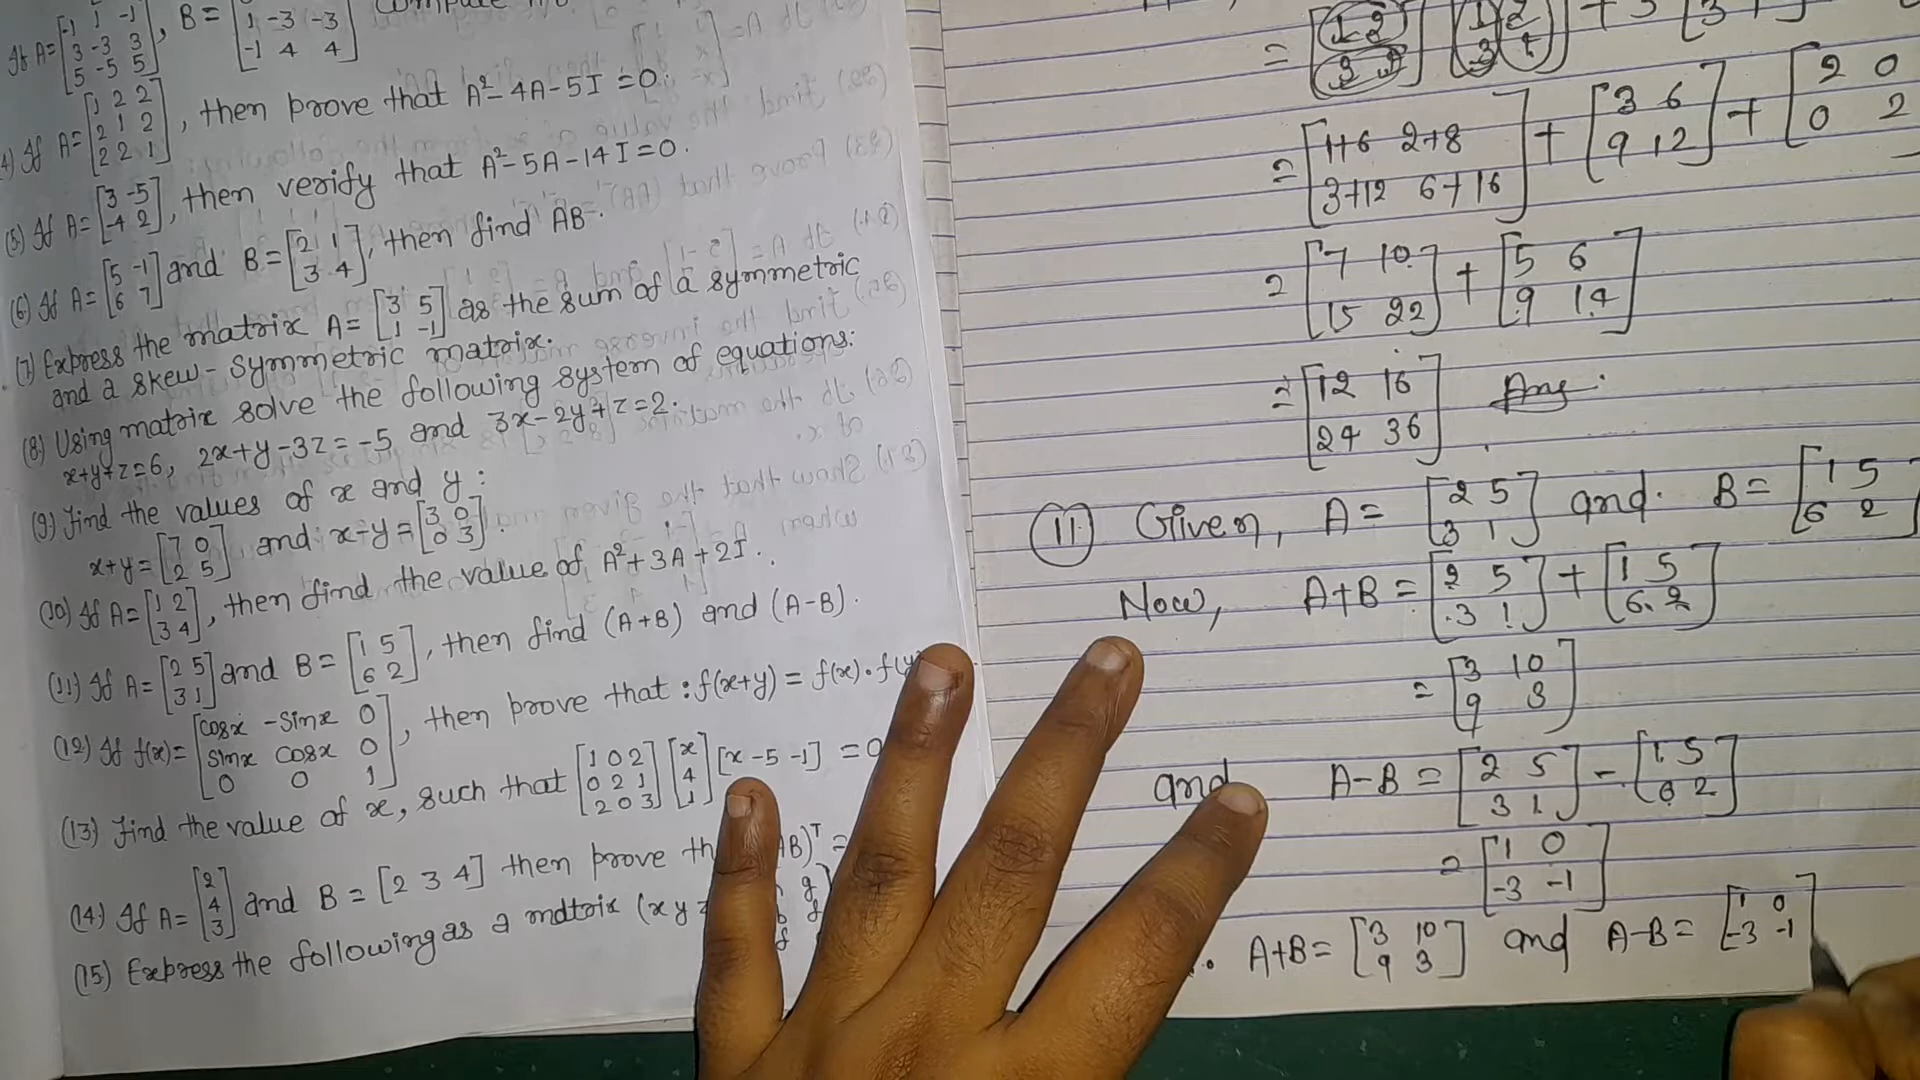 If A= [-1 1 -1 3 -3 3 5 -5 5], B= [1 -3 -3 -1 4 4]
4) If A= [1 2 2 2 1 2 2 2 1], then prove that A²-4A-5I=0.
(5) If A= [3 -5 -4 2], then verify that A²-5A-14I=0.
(6) If A= [5 -1 6 7] and B= [2 1 3 4], then find AB.
(7) Express the matrix A= [3 5 1 -1] as the sum of a symmetric
and a skew-symmetric matrix.
(8) Using matrix solve the following system of equations:
x+y+z=6, 2x+y-3z=-5 and 3x-2y+z=2.
(9) Find the values of x and y:
x+y= [7 0 2 5] and x-y= [3 0 0 3].
(10) If A= [1 2 3 4], then find the value of A²+3A+2I.
(11) If A= [2 5 3 1] and B= [1 5 6 2], then find (A+B) and (A-B).
(12) If f(x)= [cosx -sinx 0 sinx cosx 0 0 0 1], then prove that : f(x+y) = f(x). f(y
(13) Find the value of x, such that [1 0 2 0 2 1 2 0 3] [x 4 1] [x -5 -1] = 0
(14) If A= [2 4 3] and B = [2 3 4] then prove th AB)ᵀ =
(15) Express the following as a mdtrix (x y z
= [1 2 3 4] [1 2 3 4] + 3 [3
= [1+6 2+8 3+12 6+16] + [3 6 9 12] + [2 0 0 2
= [7 10 15 22] + [5 6 9 14]
= [12 16 24 36] Ans.
(11) Given, A= [2 5 3 1] and. B= [1 5 6 2]
Now, A+B = [2 5 3 1] + [1 5 6 2]
= [3 10 9 3]
and A-B = [2 5 3 1] - [1 5 6 2]
= [1 0 -3 -1]
A+B= [3 10 9 3] and A-B= [1 0 -3 -1]